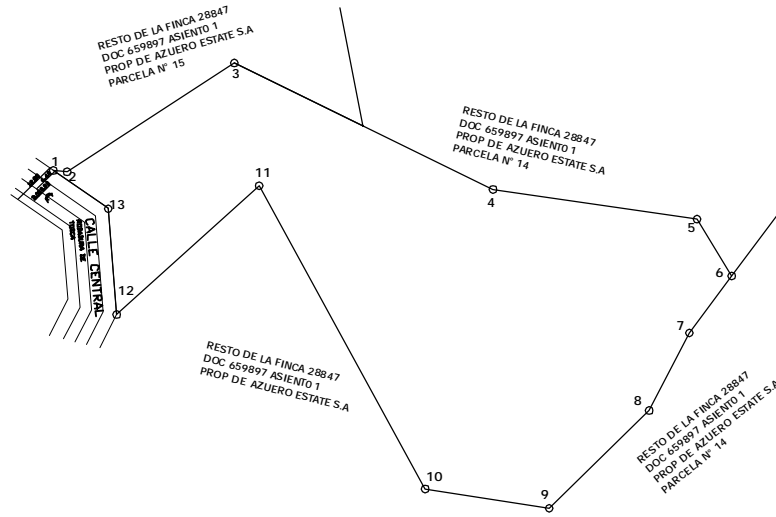 RESTO DE LA FINCA 28847
DOC 659897 ASIENTO 1
PROP DE AZUERO ESTATE S.A
PARCELA N° 15
3
RESTO DE LA FINCA 28847
DOC 659897 ASIENTO 1
PROP DE AZUERO ESTATE S.A
PARCELA N° 14
1
2
11
4
13
5
CALLE CENTRAL
RODADURA DE
TOSCA
6
12
7
RESTO DE LA FINCA 28847
DOC 659897 ASIENTO 1
PROP DE AZUERO ESTATE S.A
8
RESTO DE LA FINCA 28847
DOC 659897 ASIENTO 1
PROP DE AZUERO ESTATE S.A
PARCELA N° 14
10
9